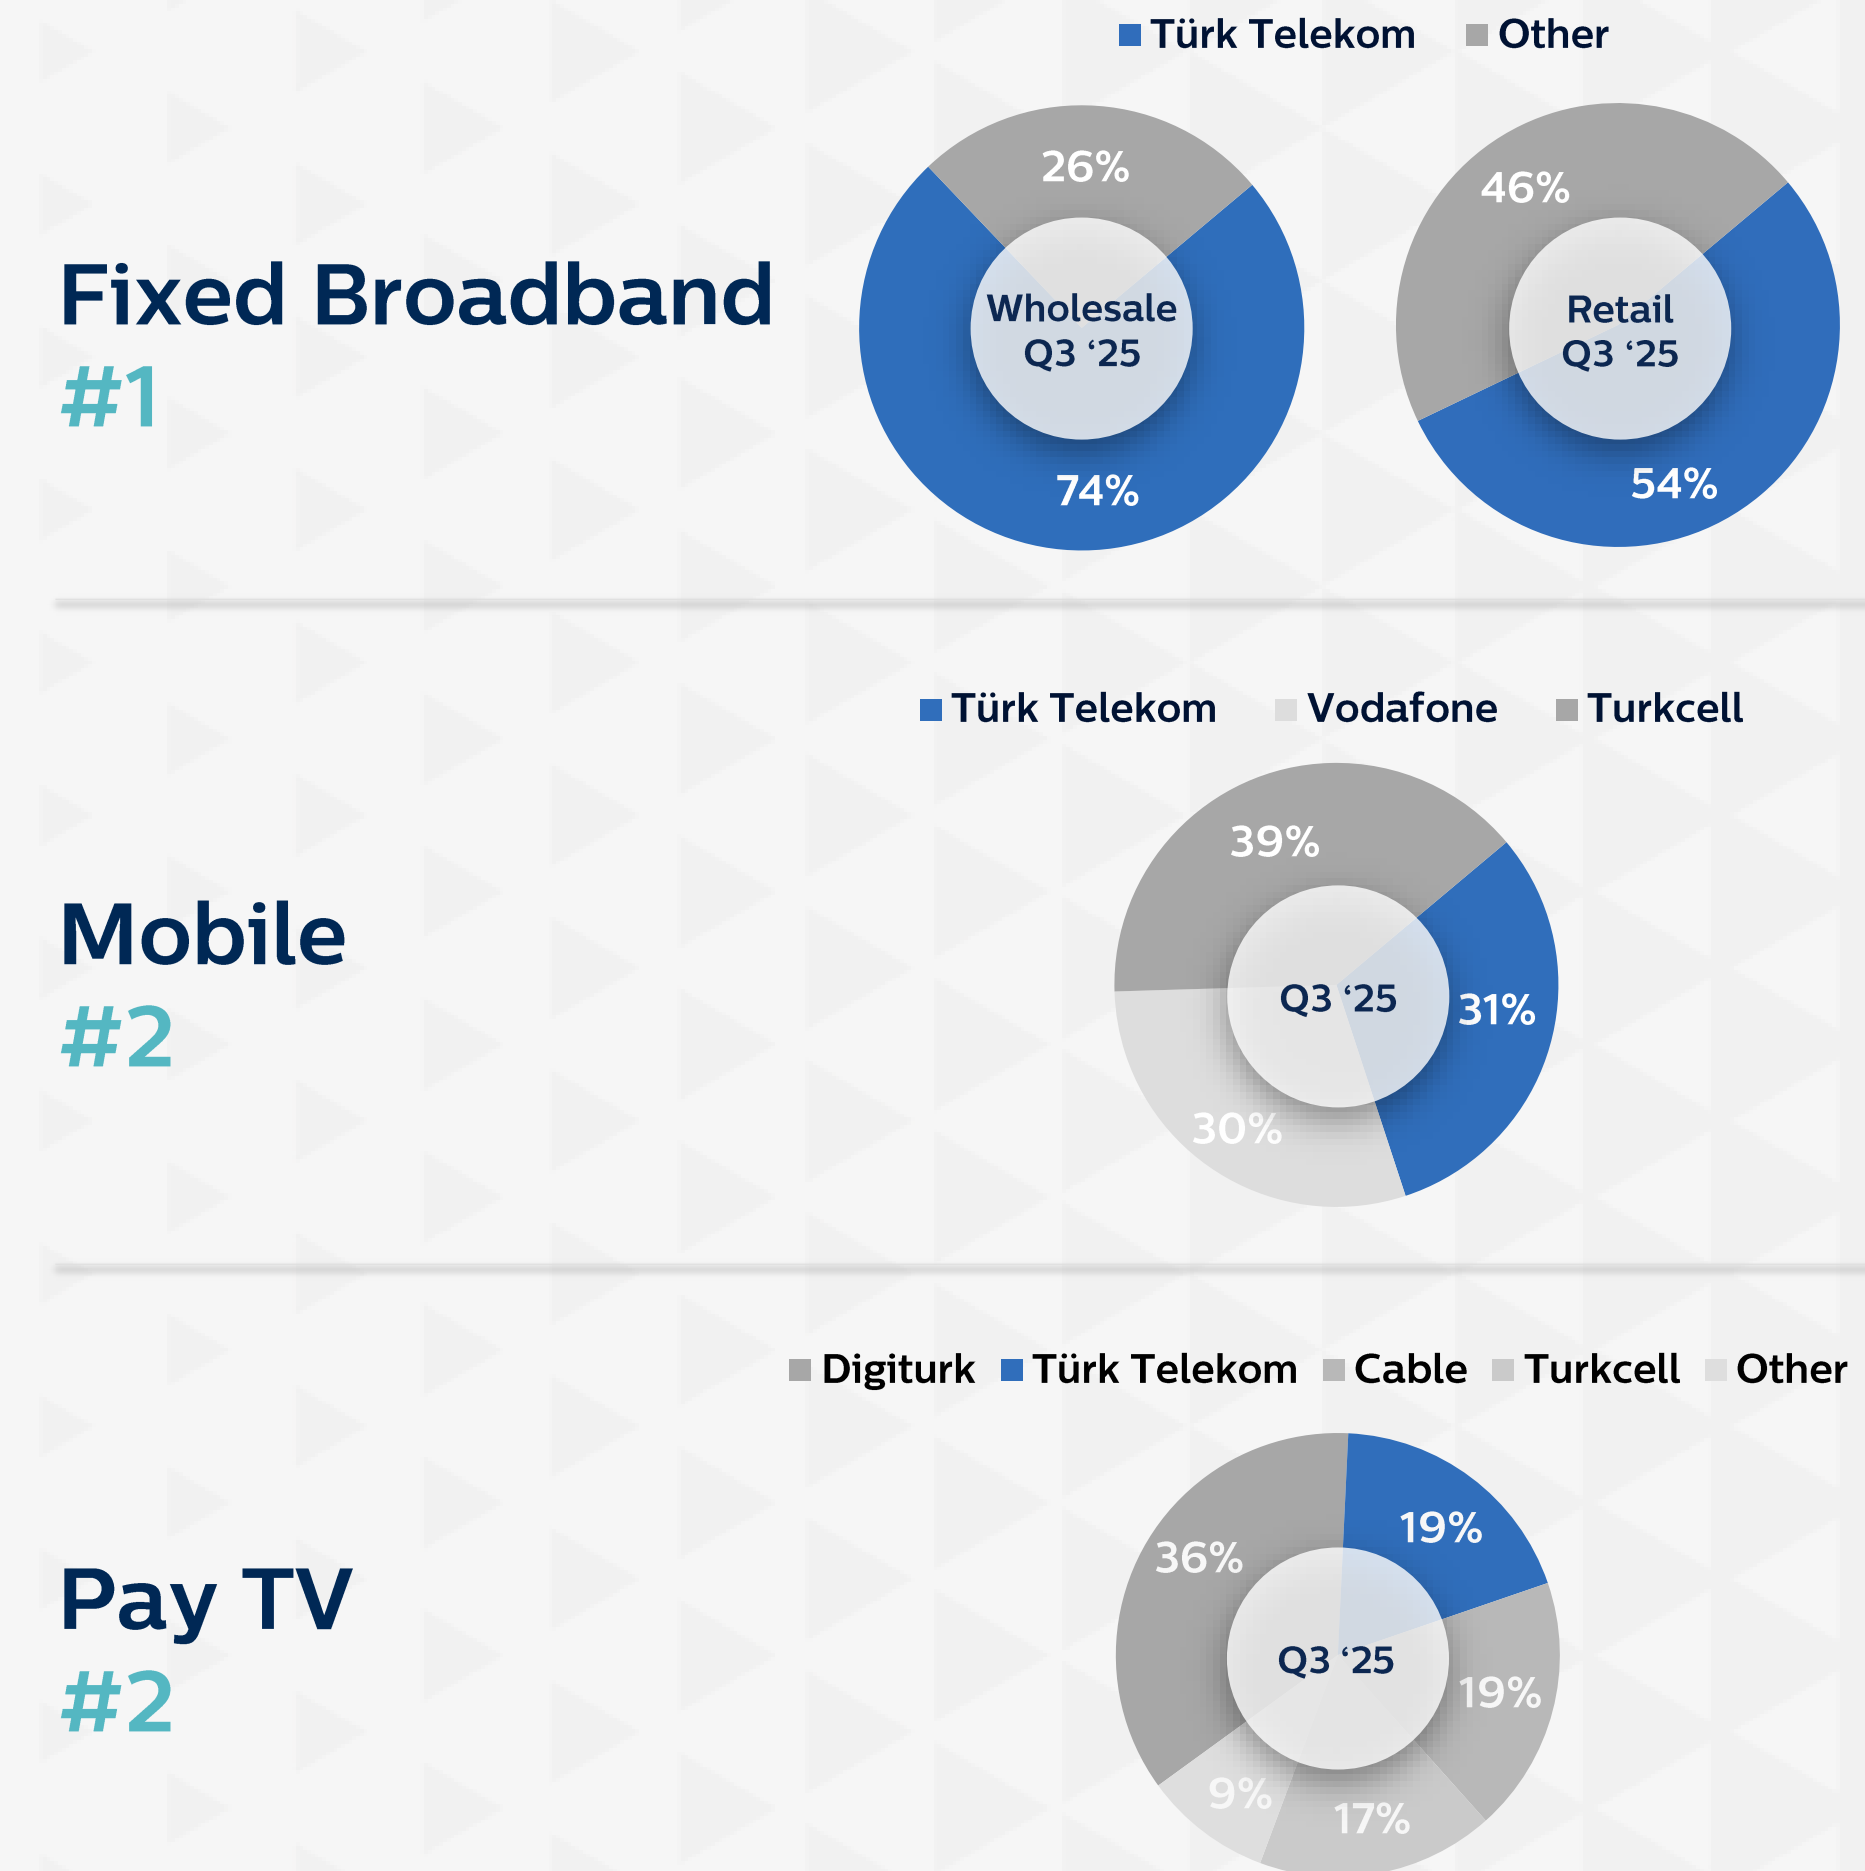 Türk Telekom Other
26%
46%
Fixed Broadband
#1
Wholesale
Q3 ‘25
Retail
Q3 ‘25
74%
54%
Türk Telekom Vodafone Turkcell
39%
Mobile
#2
Q3 ‘25
31%
30%
Digiturk Türk Telekom Cable Turkcell Other
19%
36%
Pay TV
#2
Q3 ‘25
19%
9%
17%